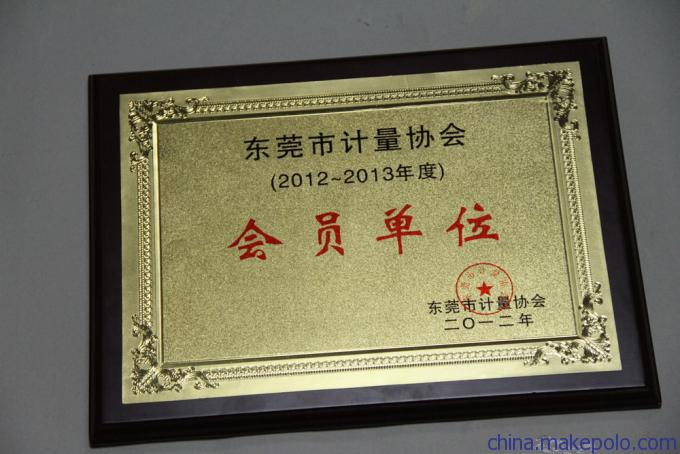 东莞市计量协会
(2012~2013年度)
会员单位
东莞市计量协会
二〇一二年
china.makepolo.com